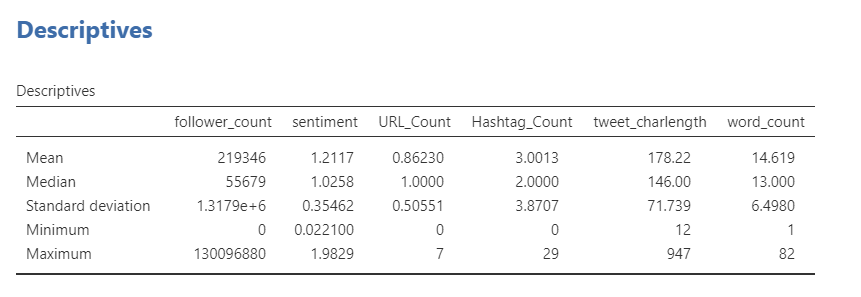 Descriptives
Descriptives
follower_count sentiment URL_Count Hashtag_Count tweet_charlength word_count
Mean 219346 1.2117 0.86230 3.0013 178.22 14.619
Median 55679 1.0258 1.0000 2.0000 146.00 13.000
Standard deviation 1.3179e+6 0.35462 0.50551 3.8707 71.739 6.4980
Minimum 0 0.022100 0 0 12 1
Maximum 130096880 1.9829 7 29 947 82